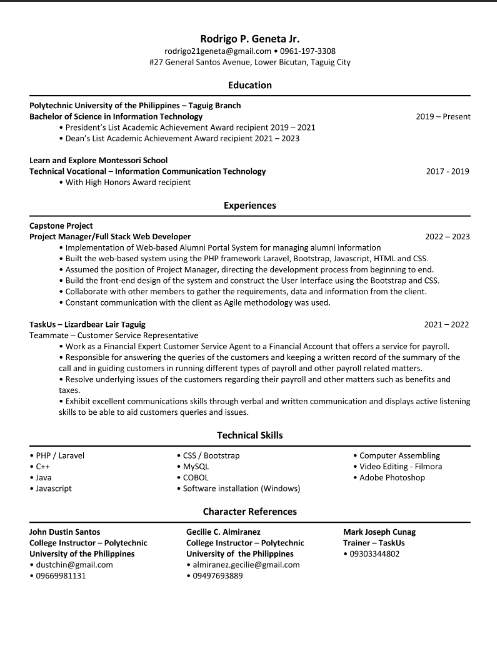 Rodrigo P. Geneta Jr.
rodrigo21geneta@gmail.com • 0961-197-3308
#27 General Santos Avenue, Lower Bicutan, Taguig City
Education
Polytechnic University of the Philippines – Taguig Branch
Bachelor of Science in Information Technology 2019 – Present
• President's List Academic Achievement Award recipient 2019 – 2021
• Dean's List Academic Achievement Award recipient 2021 – 2023
Learn and Explore Montessori School
Technical Vocational – Information Communication Technology 2017 - 2019
• With High Honors Award recipient
Experiences
Capstone Project
Project Manager/Full Stack Web Developer 2022 – 2023
• Implementation of Web-based Alumni Portal System for managing alumni information
• Built the web-based system using the PHP framework Laravel, Bootstrap, Javascript, HTML and CSS.
• Assumed the position of Project Manager, directing the development process from beginning to end.
• Build the front-end design of the system and construct the User Interface using the Bootstrap and CSS.
• Collaborate with other members to gather the requirements, data and information from the client.
• Constant communication with the client as Agile methodology was used.
TaskUs – Lizardbear Lair Taguig 2021 – 2022
Teammate – Customer Service Representative
• Work as a Financial Expert Customer Service Agent to a Financial Account that offers a service for payroll.
• Responsible for answering the queries of the customers and keeping a written record of the summary of the
call and in guiding customers in running different types of payroll and other payroll related matters.
• Resolve underlying issues of the customers regarding their payroll and other matters such as benefits and
taxes.
• Exhibit excellent communications skills through verbal and written communication and displays active listening
skills to be able to aid customers queries and issues.
Technical Skills
• PHP / Laravel • CSS / Bootstrap • Computer Assembling
• C++ • MySQL • Video Editing - Filmora
• Java • COBOL • Adobe Photoshop
• Javascript • Software installation (Windows)
Character References
John Dustin Santos Gecilie C. Almiranez Mark Joseph Cunag
College Instructor – Polytechnic College Instructor – Polytechnic Trainer – TaskUs
University of the Philippines University of the Philippines • 09303344802
• dustchin@gmail.com • almiranez.gecilie@gmail.com
• 09669981131 • 09497693889